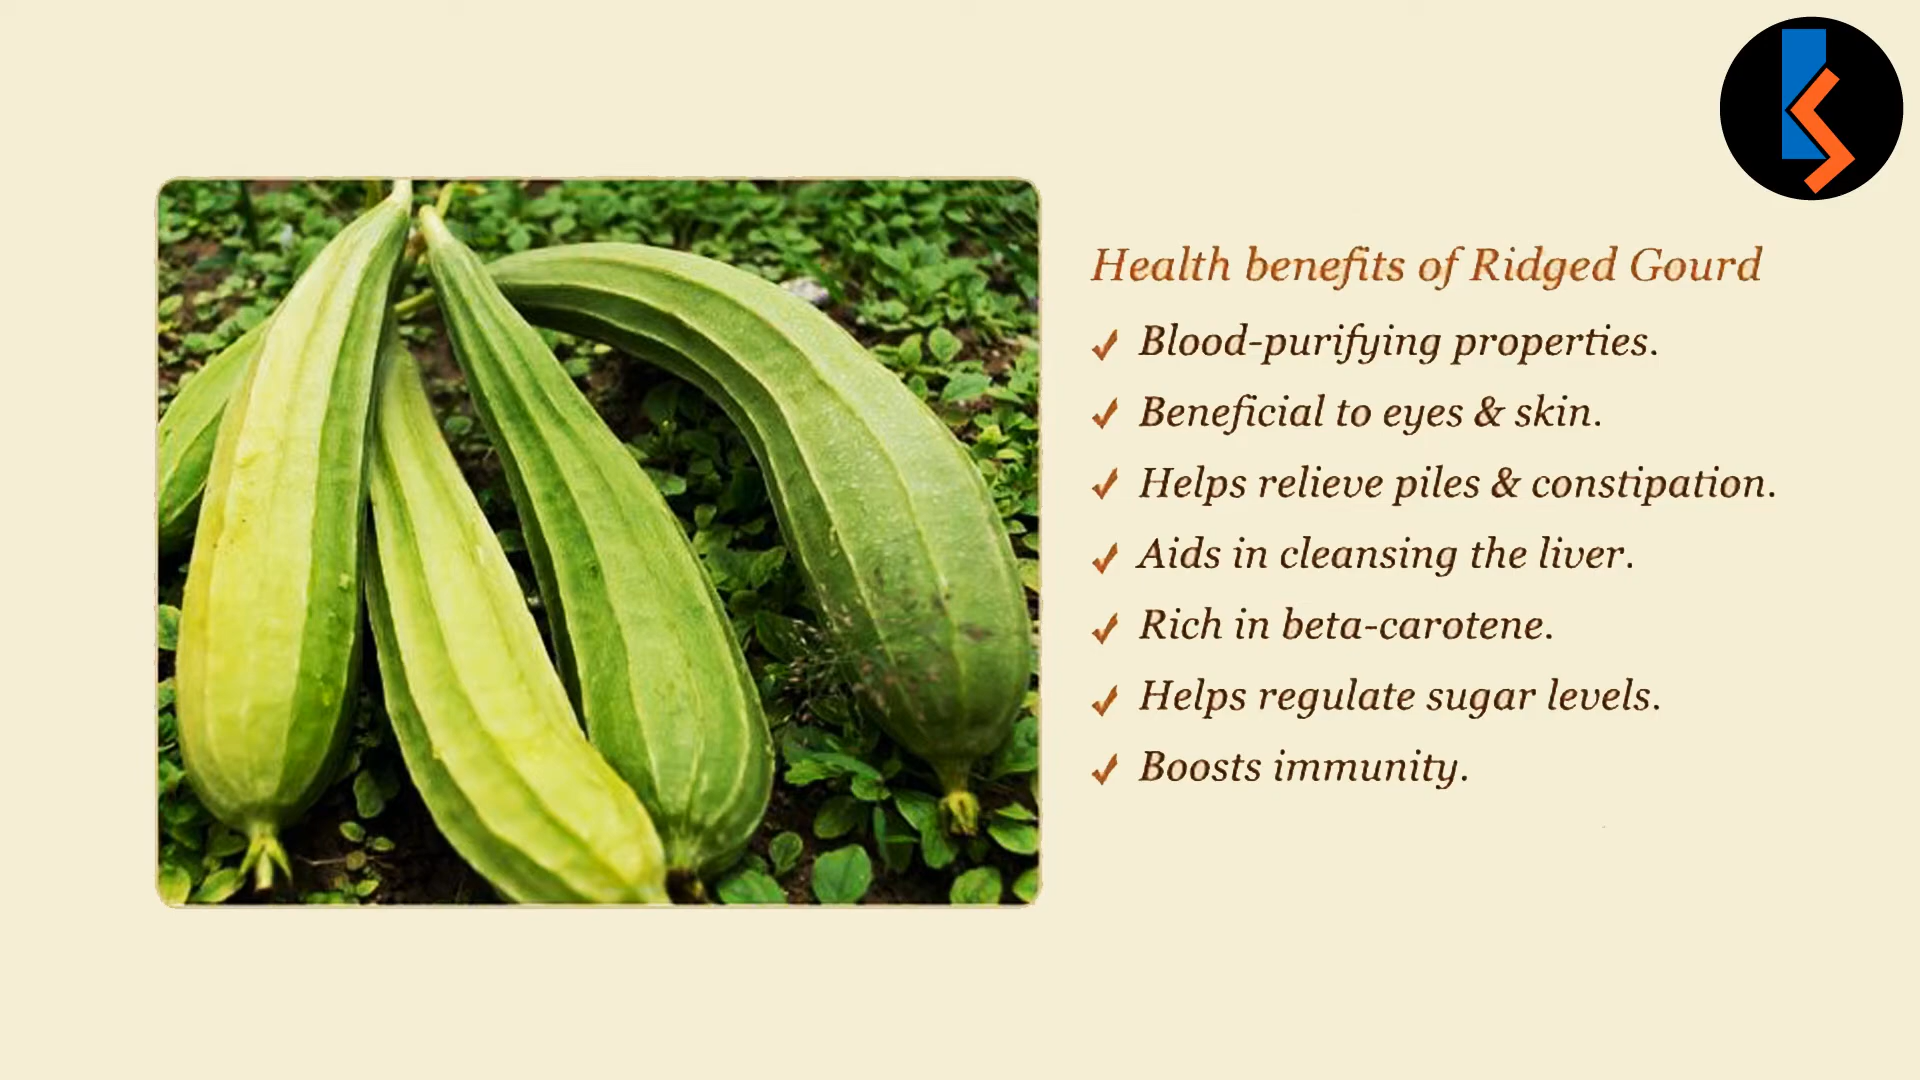 Health benefits of Ridged Gourd
✓ Blood-purifying properties.
✓ Beneficial to eyes & skin.
✓ Helps relieve piles & constipation.
✓ Aids in cleansing the liver.
✓ Rich in beta-carotene.
✓ Helps regulate sugar levels.
✓ Boosts immunity.